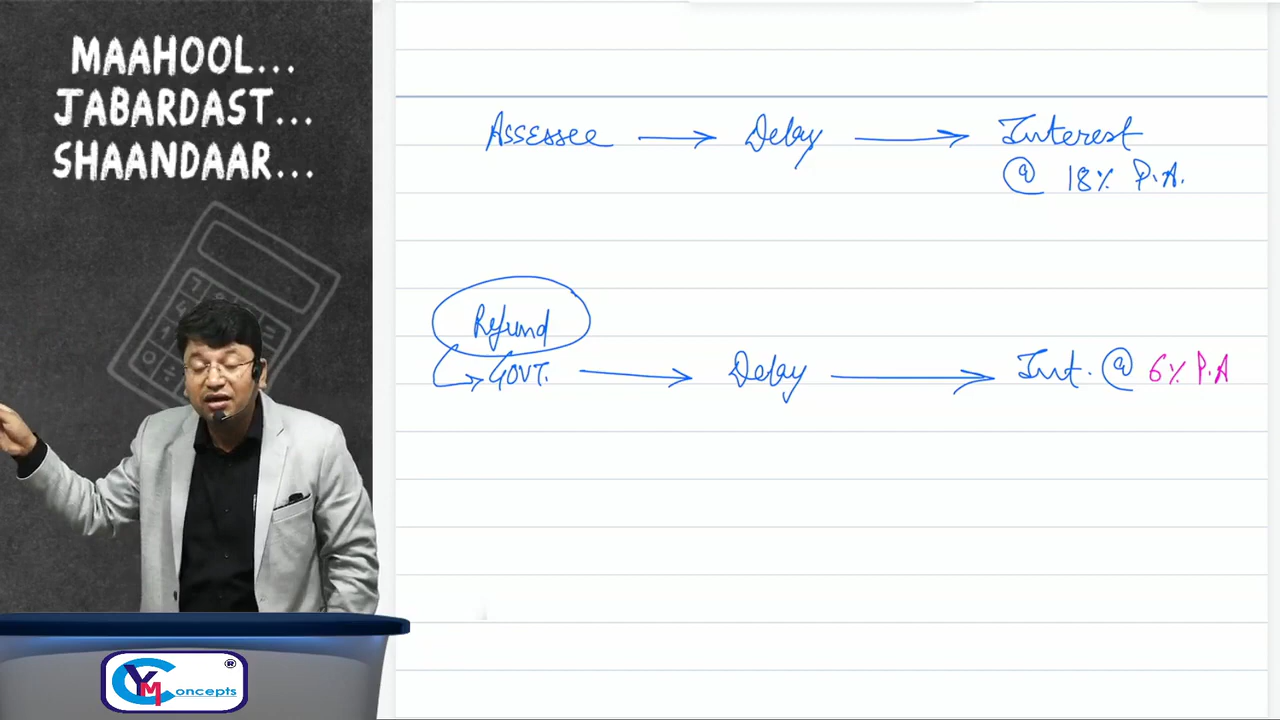 MAAHOOL...
JABARDAST...
SHAANDAAR...
Assessee → Delay → Interest
@ 18% P.A.
Refund
→ GOVT. → Delay → Int. @ 6% P.A
YM Concepts ®